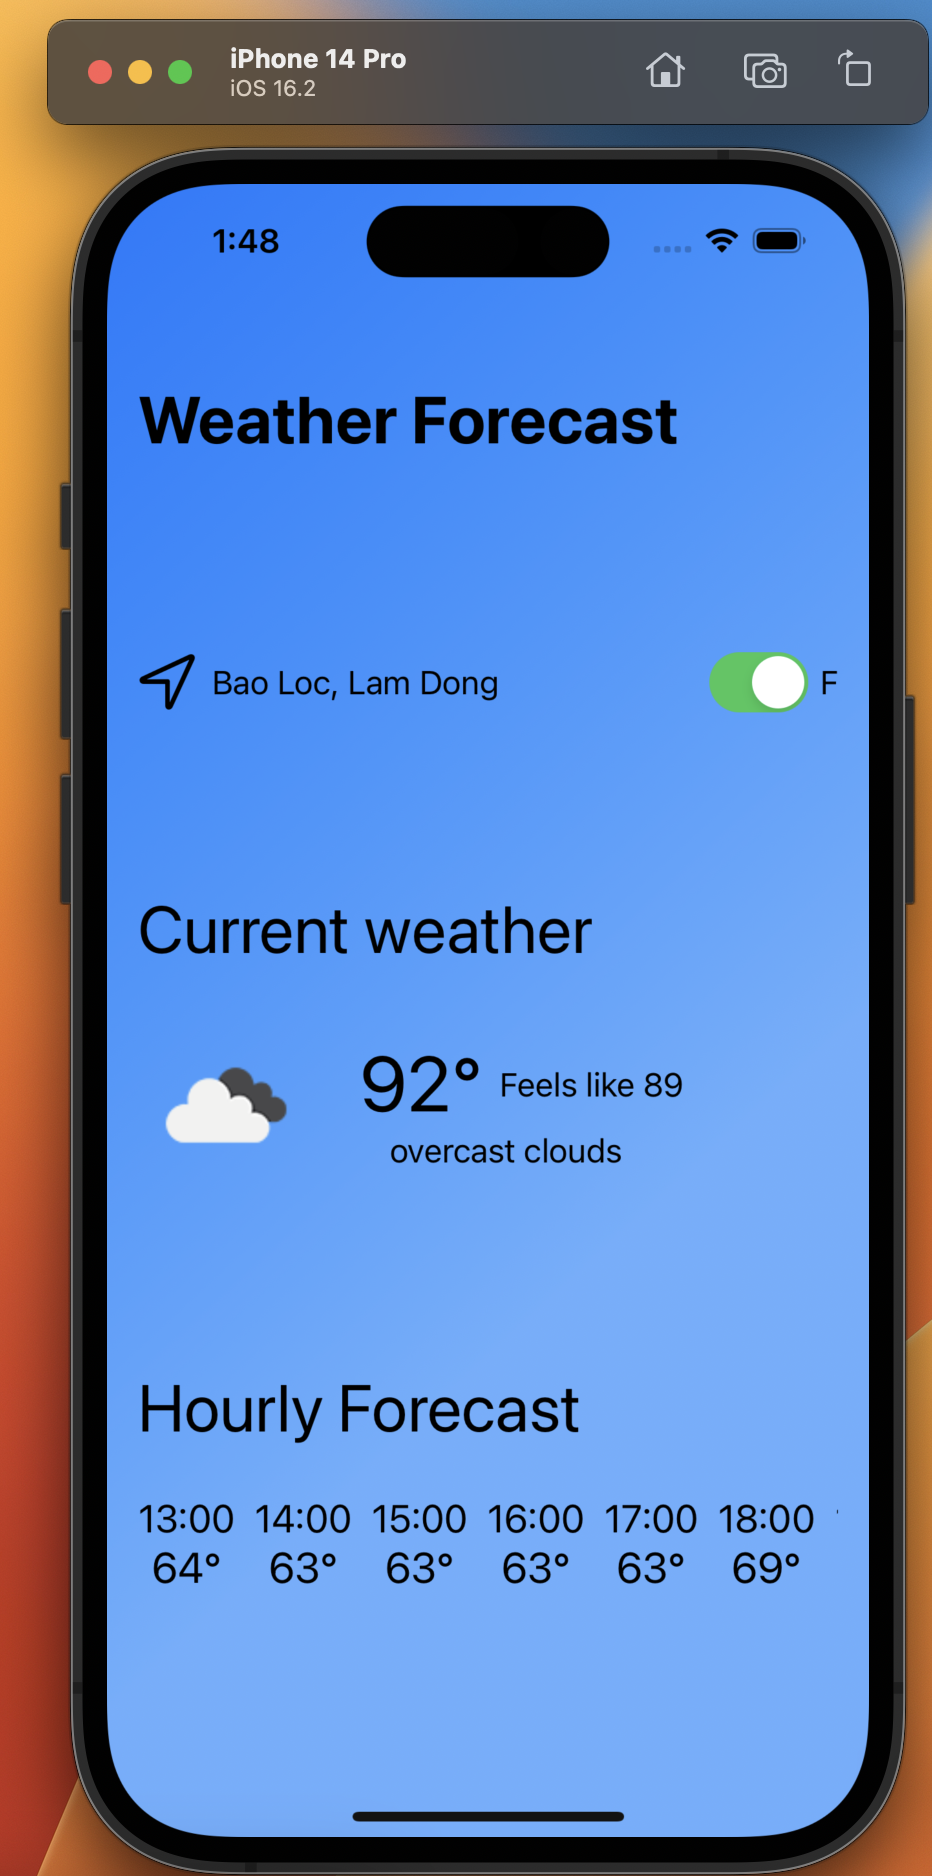 iPhone 14 Pro
iOS 16.2
1:48
Weather Forecast
Bao Loc, Lam Dong F
Current weather
92° Feels like 89
overcast clouds
Hourly Forecast
13:00 14:00 15:00 16:00 17:00 18:00
64° 63° 63° 63° 63° 69°